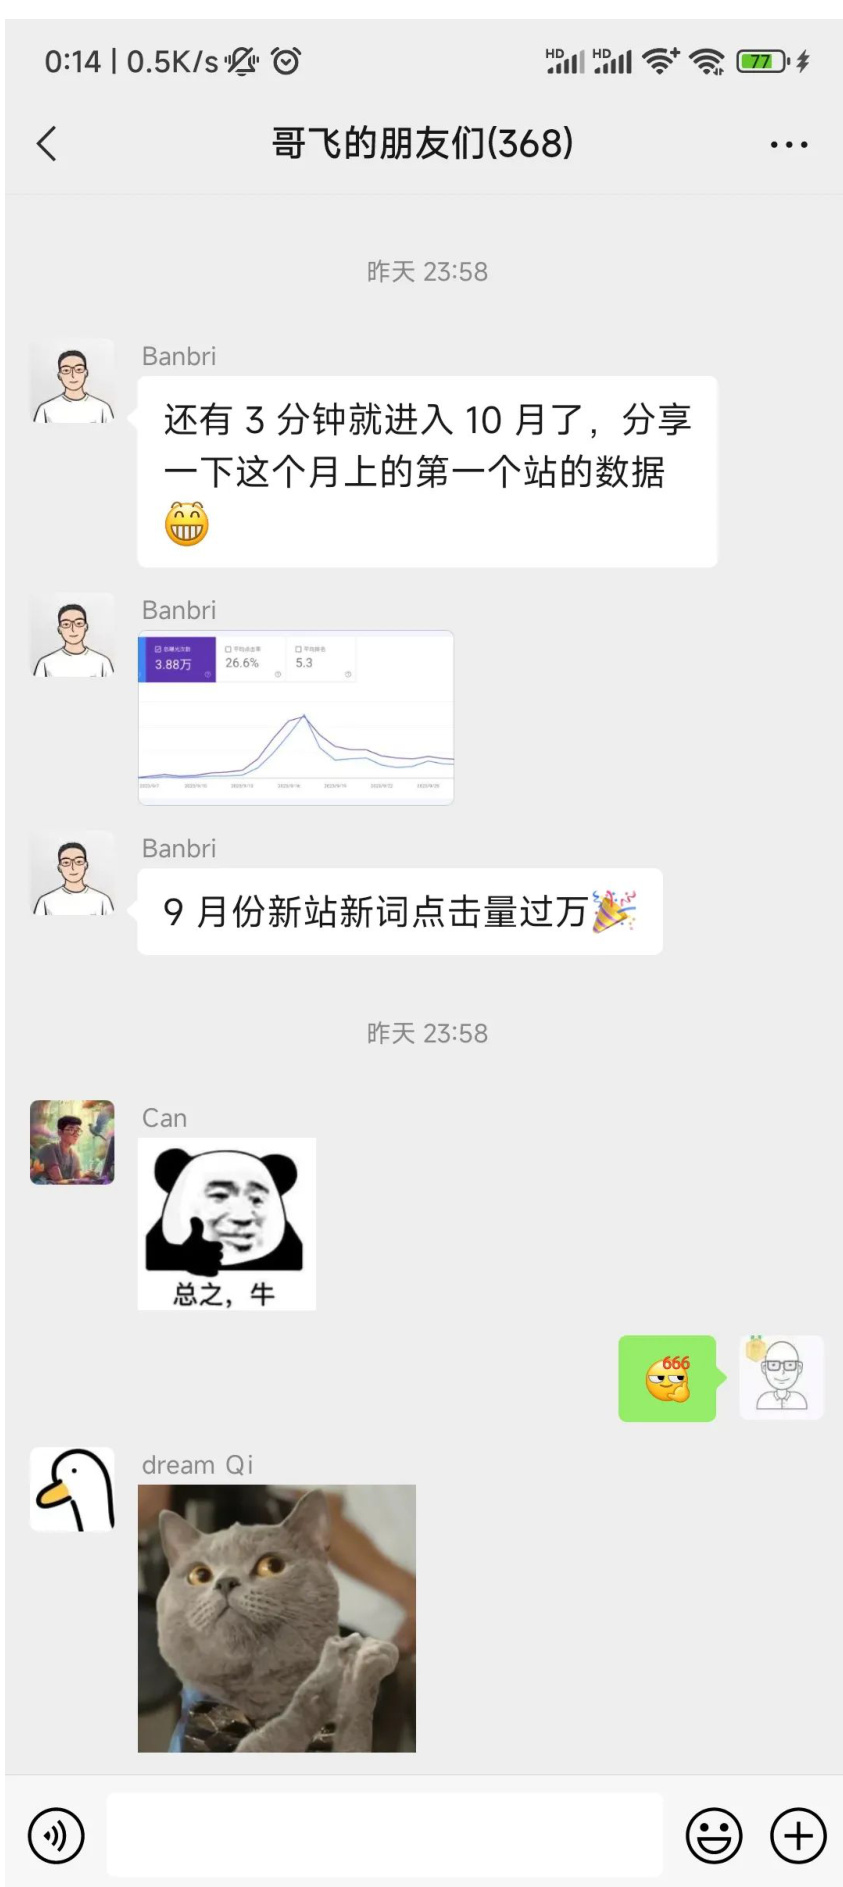 0:14 | 0.5K/s
HD HD 77
哥飞的朋友们(368)
昨天 23:58
Banbri
还有 3 分钟就进入 10 月了，分享
一下这个月上的第一个站的数据
Banbri
3.88万 26.6% 5.3
Banbri
9 月份新站新词点击量过万
昨天 23:58
Can
总之，牛
666
dream Qi